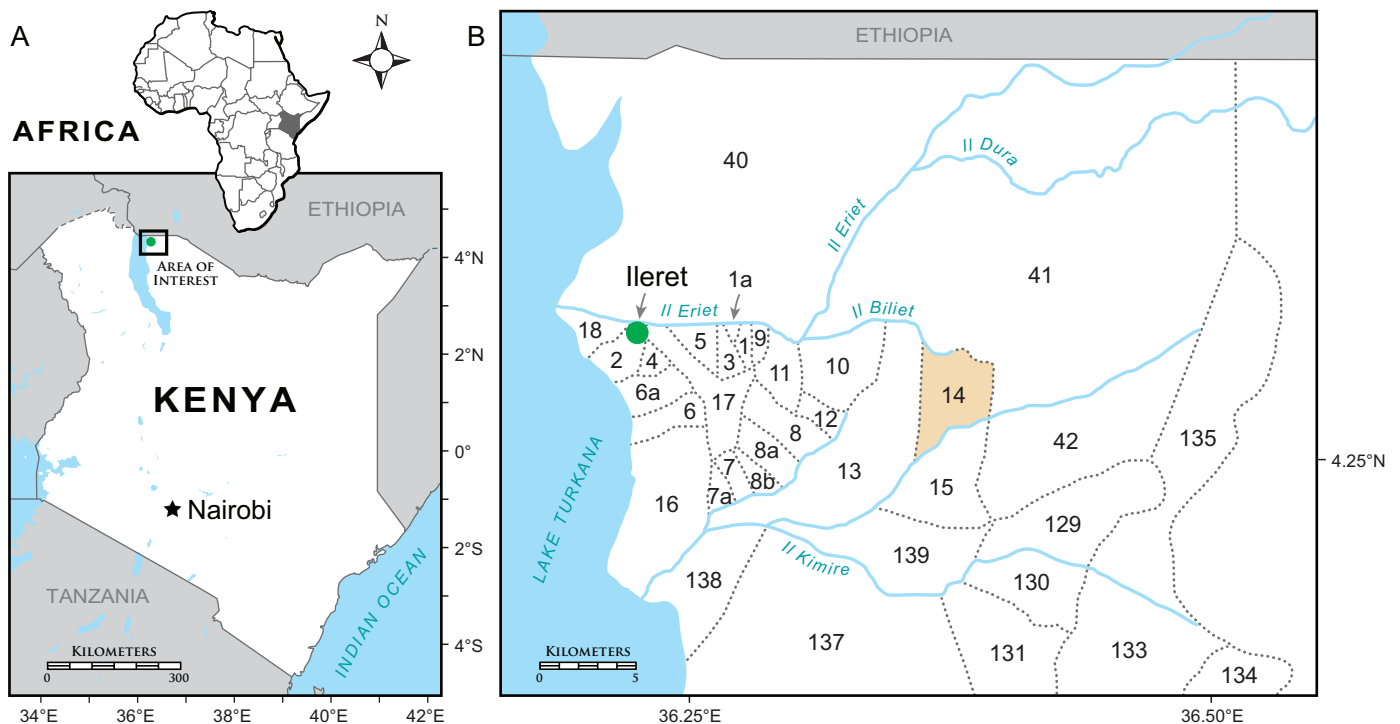 A
N
AFRICA
ETHIOPIA
AREA OF
INTEREST
4°N
2°N
KENYA
0°
Nairobi
2°S
TANZANIA
INDIAN OCEAN
4°S
KILOMETERS
0 300
34°E 36°E 38°E 40°E 42°E
B
ETHIOPIA
Il Dura
40
Il Eriet
41
Ileret
1a
Il Eriet
Il Biliet
18
2
4
5
3
1
9
11
10
14
6a
6
17
12
8
8a
42
135
4.25°N
7
8b
7a
13
15
16
129
LAKE TURKANA
Il Kimire
139
138
130
137
131
133
134
KILOMETERS
0 5
36.25°E 36.50°E